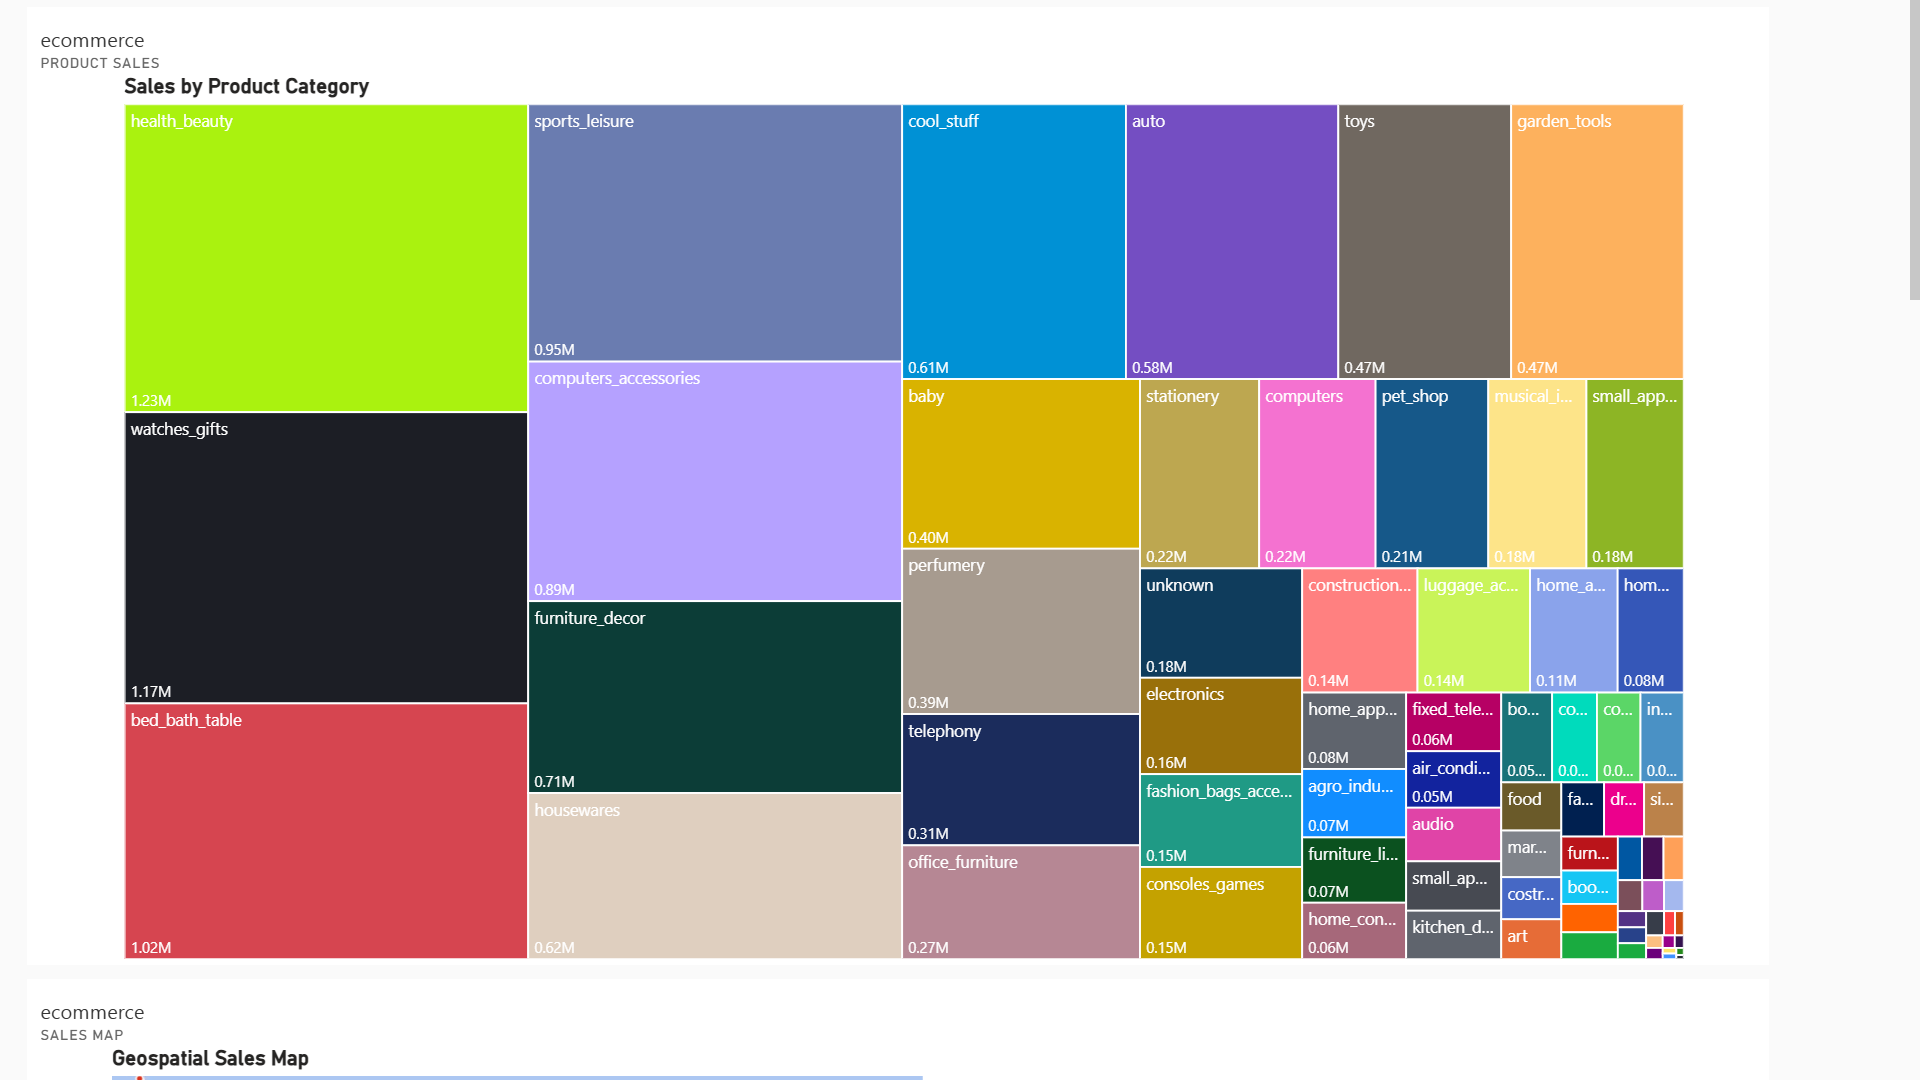 ecommerce
PRODUCT SALES
Sales by Product Category
health_beauty
1.23M
watches_gifts
1.17M
bed_bath_table
1.02M
sports_leisure
0.95M
computers_accessories
0.89M
furniture_decor
0.71M
housewares
0.62M
cool_stuff
0.61M
auto
0.58M
toys
0.47M
garden_tools
0.47M
baby
0.40M
perfumery
0.39M
telephony
0.31M
office_furniture
0.27M
stationery
0.22M
computers
0.22M
pet_shop
0.21M
musical_i...
0.18M
small_app...
0.18M
unknown
0.18M
electronics
0.16M
fashion_bags_acce...
0.15M
consoles_games
0.15M
construction...
0.14M
luggage_ac...
0.14M
home_a...
0.11M
hom...
0.08M
home_app...
0.08M
agro_indu...
0.07M
furniture_li...
0.07M
home_con...
0.06M
fixed_tele...
0.06M
air_condi...
0.05M
audio
small_ap...
kitchen_d...
bo...
0.05...
co...
0.0...
co...
0.0...
in...
0.0...
food
mar...
costr...
art
fa...
dr...
si...
furn...
boo...
ecommerce
SALES MAP
Geospatial Sales Map